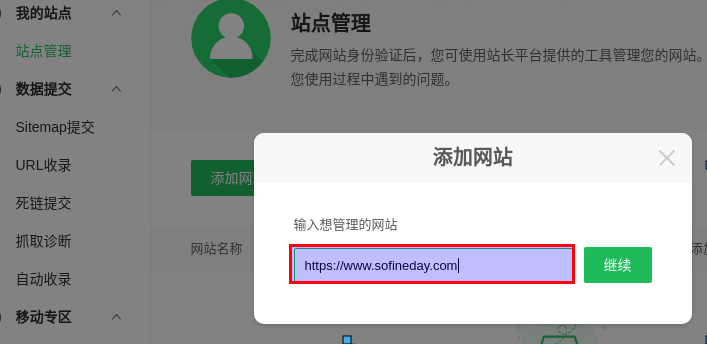 我的站点
站点管理
数据提交
Sitemap提交
URL收录
死链提交
抓取诊断
自动收录
移动专区
站点管理
完成网站身份验证后，您可使用站长平台提供的工具管理您的网站。
您使用过程中遇到的问题。
添加网
网站名称
添加网站
输入想管理的网站
https://www.sofineday.com
继续